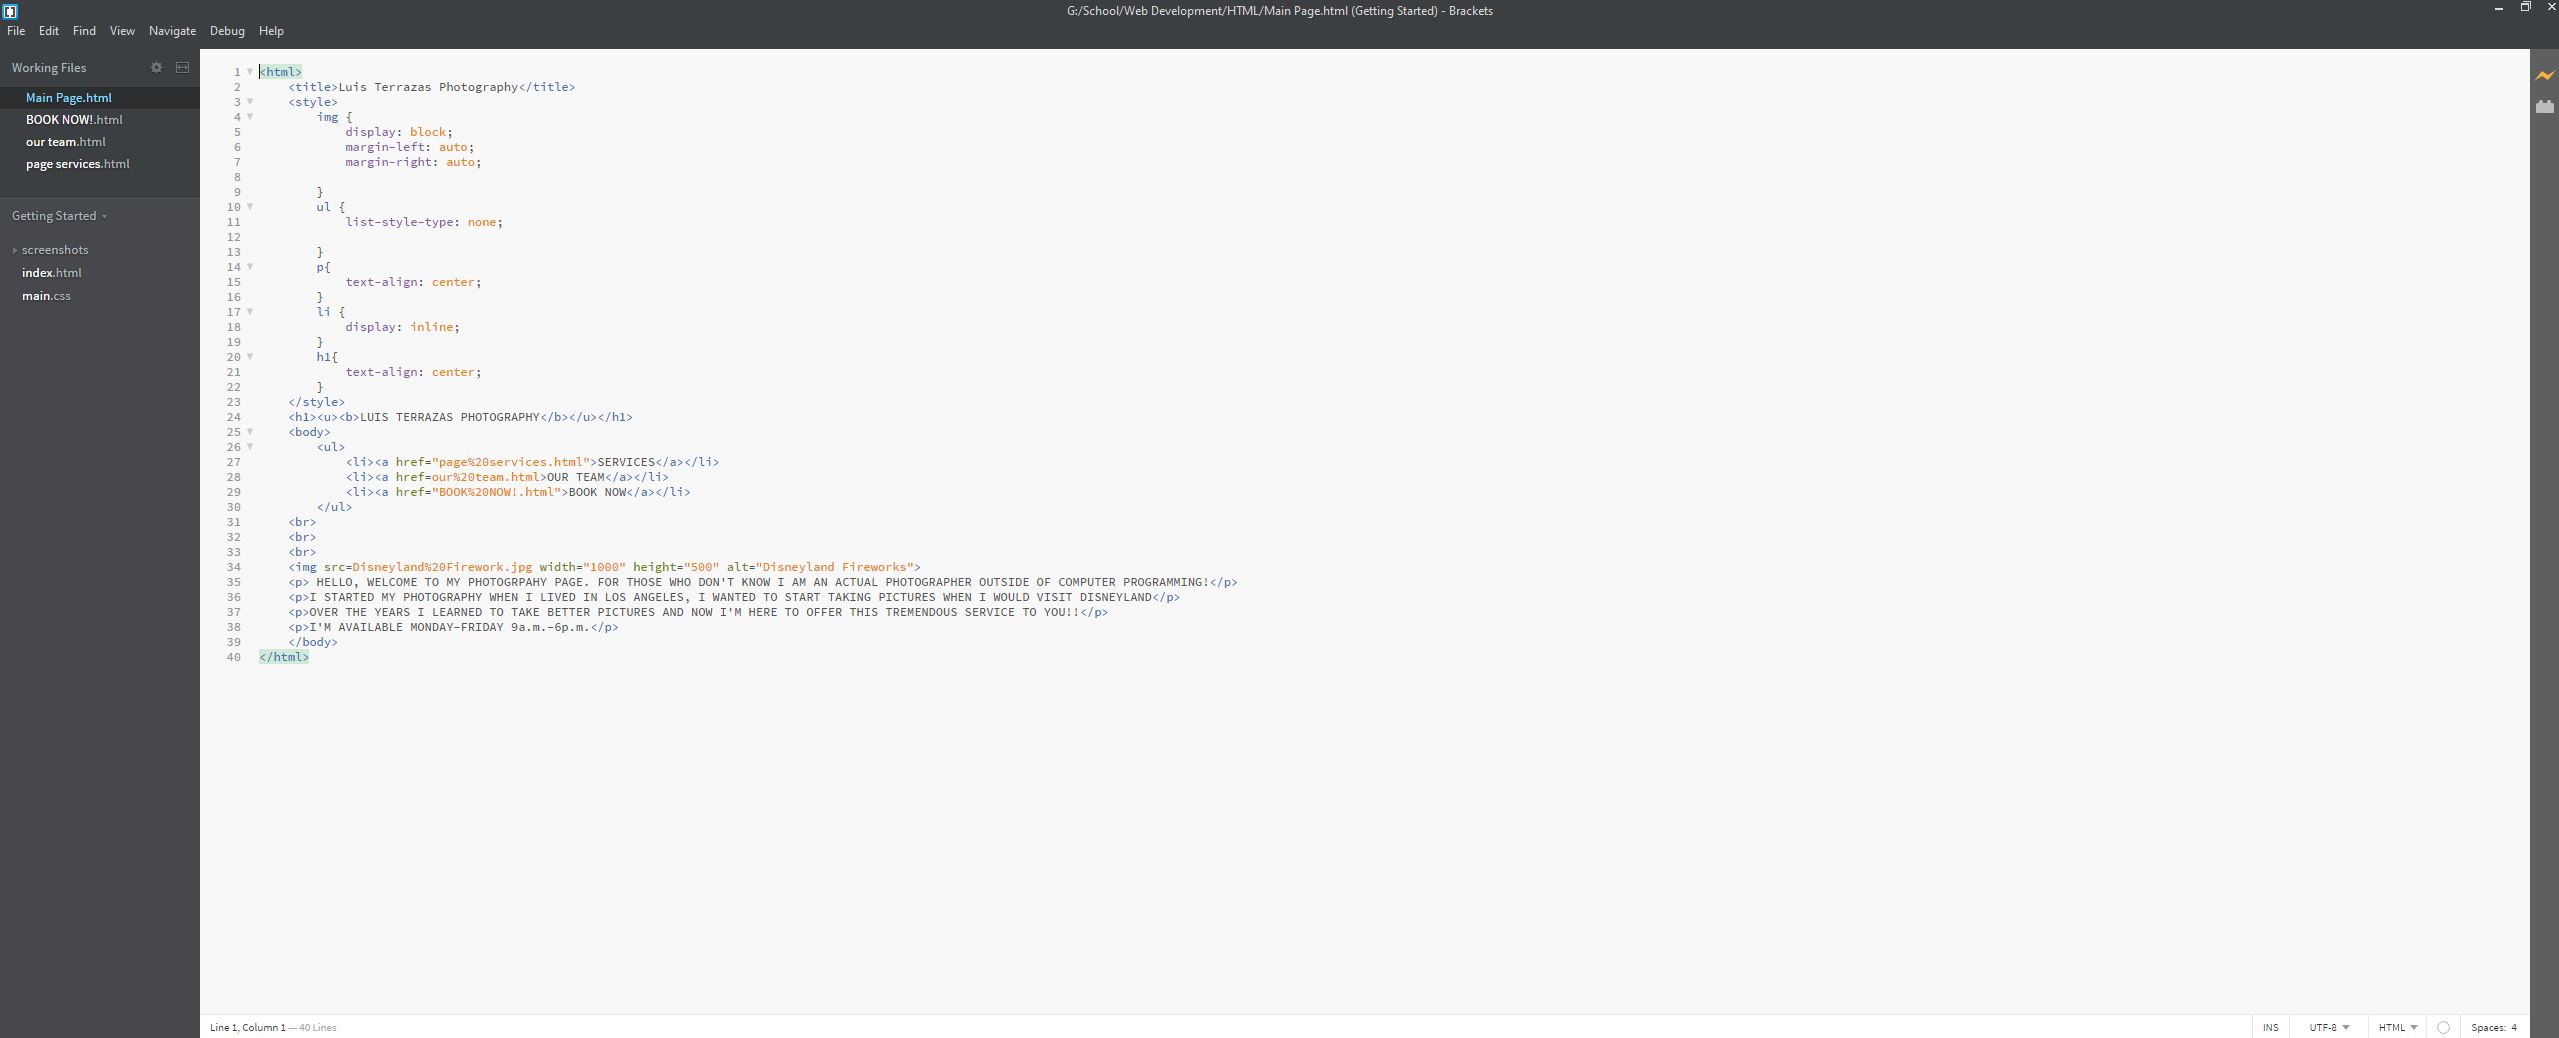 G:/School/Web Development/HTML/Main Page.html (Getting Started) - Brackets
File Edit Find View Navigate Debug Help
Working Files
Main Page.html
BOOK NOW!.html
our team.html
page services.html
Getting Started
screenshots
index.html
main.css
1 <html>
2 <title>Luis Terrazas Photography</title>
3 <style>
4 img {
5 display: block;
6 margin-left: auto;
7 margin-right: auto;
8
9 }
10 ul {
11 list-style-type: none;
12
13 }
14 p{
15 text-align: center;
16 }
17 li {
18 display: inline;
19 }
20 h1{
21 text-align: center;
22 }
23 </style>
24 <h1><u><b>LUIS TERRAZAS PHOTOGRAPHY</b></u></h1>
25 <body>
26 <ul>
27 <li><a href="page%20services.html">SERVICES</a></li>
28 <li><a href=our%20team.html>OUR TEAM</a></li>
29 <li><a href="BOOK%20NOW!.html">BOOK NOW</a></li>
30 </ul>
31 <br>
32 <br>
33 <br>
34 <img src=Disneyland%20Firework.jpg width="1000" height="500" alt="Disneyland Fireworks">
35 <p> HELLO, WELCOME TO MY PHOTOGRPAHY PAGE. FOR THOSE WHO DON'T KNOW I AM AN ACTUAL PHOTOGRAPHER OUTSIDE OF COMPUTER PROGRAMMING!</p>
36 <p>I STARTED MY PHOTOGRAPHY WHEN I LIVED IN LOS ANGELES, I WANTED TO START TAKING PICTURES WHEN I WOULD VISIT DISNEYLAND</p>
37 <p>OVER THE YEARS I LEARNED TO TAKE BETTER PICTURES AND NOW I'M HERE TO OFFER THIS TREMENDOUS SERVICE TO YOU!!</p>
38 <p>I'M AVAILABLE MONDAY-FRIDAY 9a.m.-6p.m.</p>
39 </body>
40 </html>
Line 1, Column 1 — 40 Lines
INS UTF-8 HTML Spaces: 4